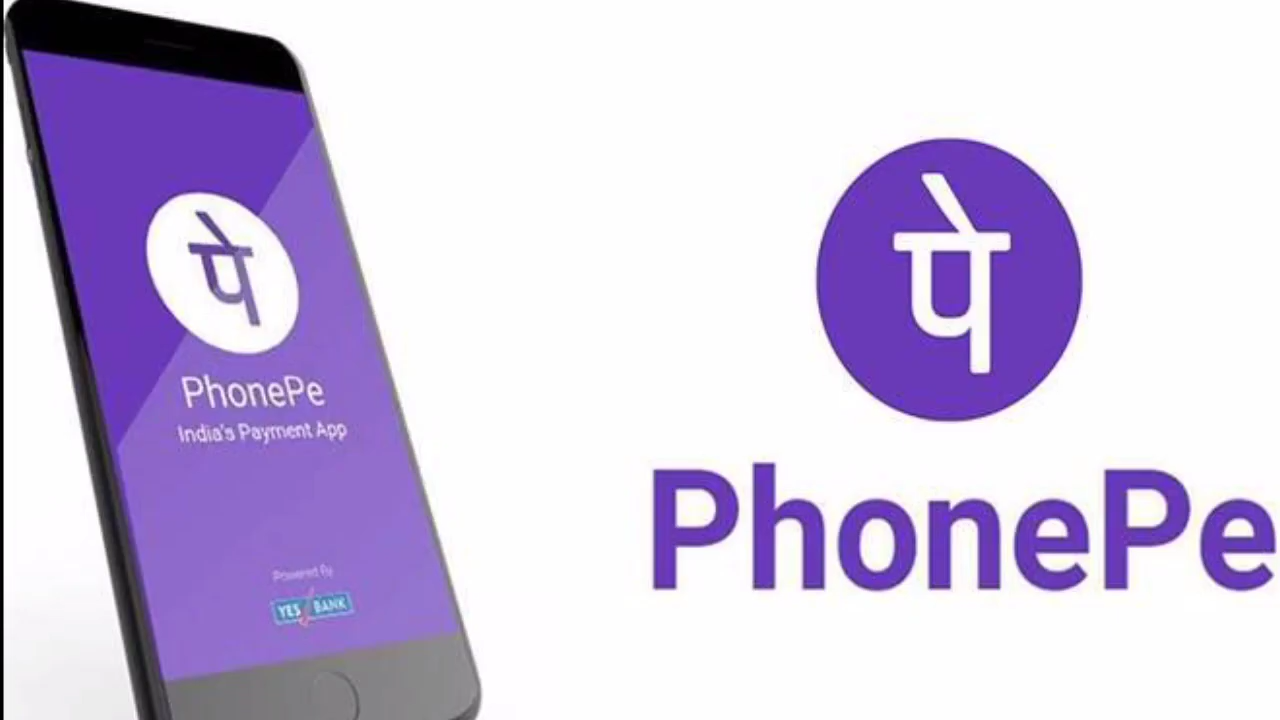 पे
PhonePe
India's Payment App
Powered By
YES BANK
पे
PhonePe